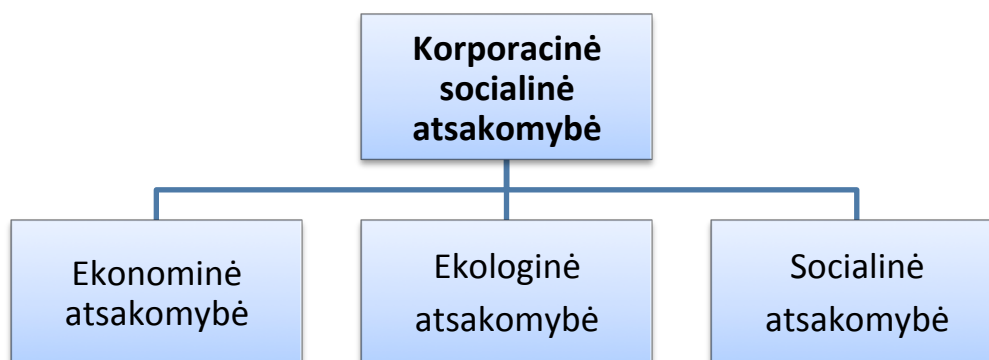 Korporacinė
socialinė
atsakomybė
Ekonominė
atsakomybė
Ekologinė
atsakomybė
Socialinė
atsakomybė